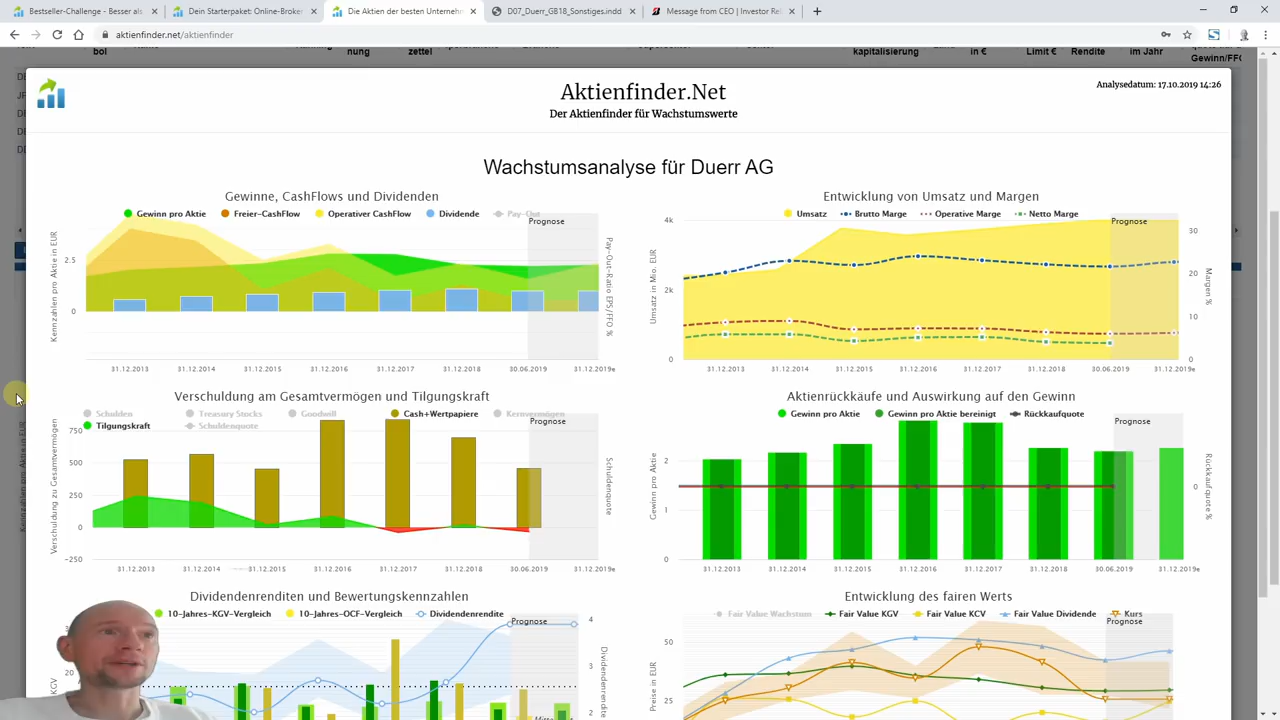 Bestseller-Challenge - Besser als
Dein Starterpaket: Online-Broker
Die Aktien der besten Unternehm
D07_Duerr_GB18_Sonstiges.indd
Message from CEO | Investor Rel
aktienfinder.net/aktienfinder
bol
nung
zettel
kapitalisierung
in €
Limit €
Rendite
im Jahr
Gewinn/FFO
Aktienfinder.Net
Der Aktienfinder für Wachstumswerte
Analysedatum: 17.10.2019 14:26
Wachstumsanalyse für Duerr AG
Gewinne, CashFlows und Dividenden
Gewinn pro Aktie Freier-CashFlow Operativer CashFlow Dividende Pay-Out
Prognose
Kennzahlen pro Aktie in EUR
2.5
0
Pay-Out-Ratio EPS/FFO %
31.12.2013 31.12.2014 31.12.2015 31.12.2016 31.12.2017 31.12.2018 30.06.2019 31.12.2019e
Entwicklung von Umsatz und Margen
Umsatz Brutto Marge Operative Marge Netto Marge
Prognose
Umsatz in Mio. EUR
4k
2k
0
30
20
10
0
Margen %
31.12.2013 31.12.2014 31.12.2015 31.12.2016 31.12.2017 31.12.2018 30.06.2019 31.12.2019e
Verschuldung am Gesamtvermögen und Tilgungskraft
Schulden Treasury Stocks Goodwill Cash+Wertpapiere Kernvermögen
Tilgungskraft Schuldenquote
Prognose
Verschuldung zu Gesamtvermögen
750
500
250
0
-250
Schuldenquote
31.12.2013 31.12.2014 31.12.2015 31.12.2016 31.12.2017 31.12.2018 30.06.2019 31.12.2019e
Aktienrückkäufe und Auswirkung auf den Gewinn
Gewinn pro Aktie Gewinn pro Aktie bereinigt Rückkaufquote
Prognose
Gewinn pro Aktie
2
1
0
0
Rückkaufquote %
31.12.2013 31.12.2014 31.12.2015 31.12.2016 31.12.2017 31.12.2018 30.06.2019 31.12.2019e
Dividendenrenditen und Bewertungskennzahlen
10-Jahres-KGV-Vergleich 10-Jahres-OCF-Vergleich Dividendenrendite
Prognose
KGV
20
4
3
2
Dividendenrendite
Entwicklung des fairen Werts
Fair Value Wachstum Fair Value KGV Fair Value KCV Fair Value Dividende Kurs
Prognose
Preise in EUR
50
25